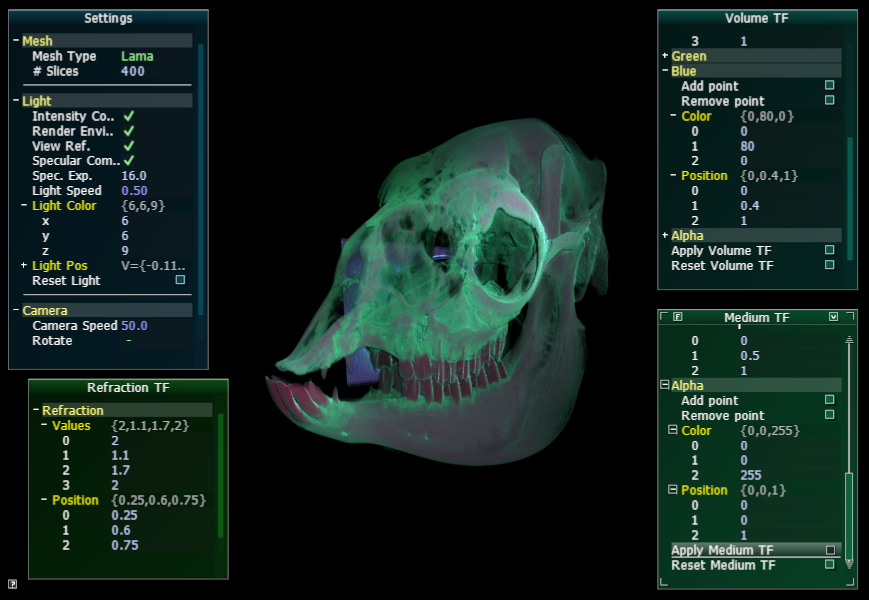 Settings
Mesh
Mesh Type Lama
# Slices 400
Light
Intensity Co.. ✓
Render Envi.. ✓
View Ref. ✓
Specular Com.. ✓
Spec. Exp. 16.0
Light Speed 0.50
Light Color {6,6,9}
x 6
y 6
z 9
Light Pos V={-0.11..
Reset Light
Camera
Camera Speed 50.0
Rotate -
Refraction TF
Refraction
Values {2,1.1,1.7,2}
0 2
1 1.1
2 1.7
3 2
Position {0.25,0.6,0.75}
0 0.25
1 0.6
2 0.75
?
Volume TF
3 1
Green
Blue
Add point
Remove point
Color {0,80,0}
0 0
1 80
2 0
Position {0,0.4,1}
0 0
1 0.4
2 1
Alpha
Apply Volume TF
Reset Volume TF
F Medium TF V
0 0
1 0.5
2 1
Alpha
Add point
Remove point
Color {0,0,255}
0 0
1 0
2 255
Position {0,0,1}
0 0
1 0
2 1
Apply Medium TF
Reset Medium TF